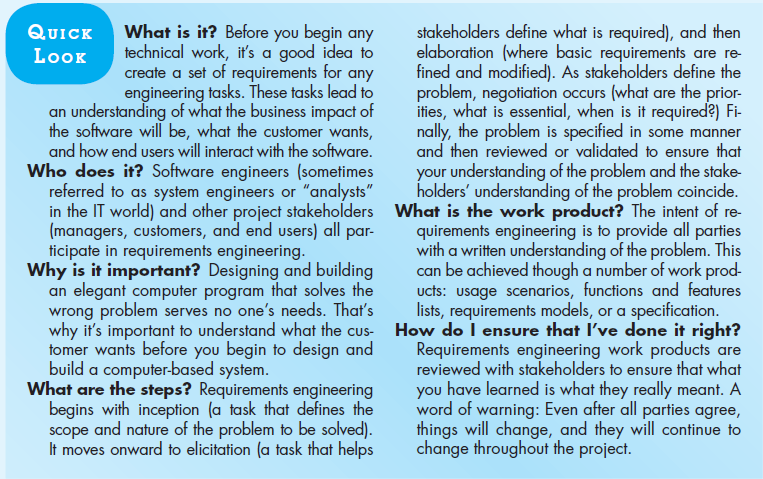 QUICK
LOOK
What is it? Before you begin any
technical work, it's a good idea to
create a set of requirements for any
engineering tasks. These tasks lead to
an understanding of what the business impact of
the software will be, what the customer wants,
and how end users will interact with the software.
Who does it? Software engineers (sometimes
referred to as system engineers or "analysts"
in the IT world) and other project stakeholders
(managers, customers, and end users) all par-
ticipate in requirements engineering.
Why is it important? Designing and building
an elegant computer program that solves the
wrong problem serves no one's needs. That's
why it's important to understand what the cus-
tomer wants before you begin to design and
build a computer-based system.
What are the steps? Requirements engineering
begins with inception (a task that defines the
scope and nature of the problem to be solved).
It moves onward to elicitation (a task that helps
stakeholders define what is required), and then
elaboration (where basic requirements are re-
fined and modified). As stakeholders define the
problem, negotiation occurs (what are the prior-
ities, what is essential, when is it required?) Fi-
nally, the problem is specified in some manner
and then reviewed or validated to ensure that
your understanding of the problem and the stake-
holders' understanding of the problem coincide.
What is the work product? The intent of re-
quirements engineering is to provide all parties
with a written understanding of the problem. This
can be achieved though a number of work prod-
ucts: usage scenarios, functions and features
lists, requirements models, or a specification.
How do I ensure that I've done it right?
Requirements engineering work products are
reviewed with stakeholders to ensure that what
you have learned is what they really meant. A
word of warning: Even after all parties agree,
things will change, and they will continue to
change throughout the project.